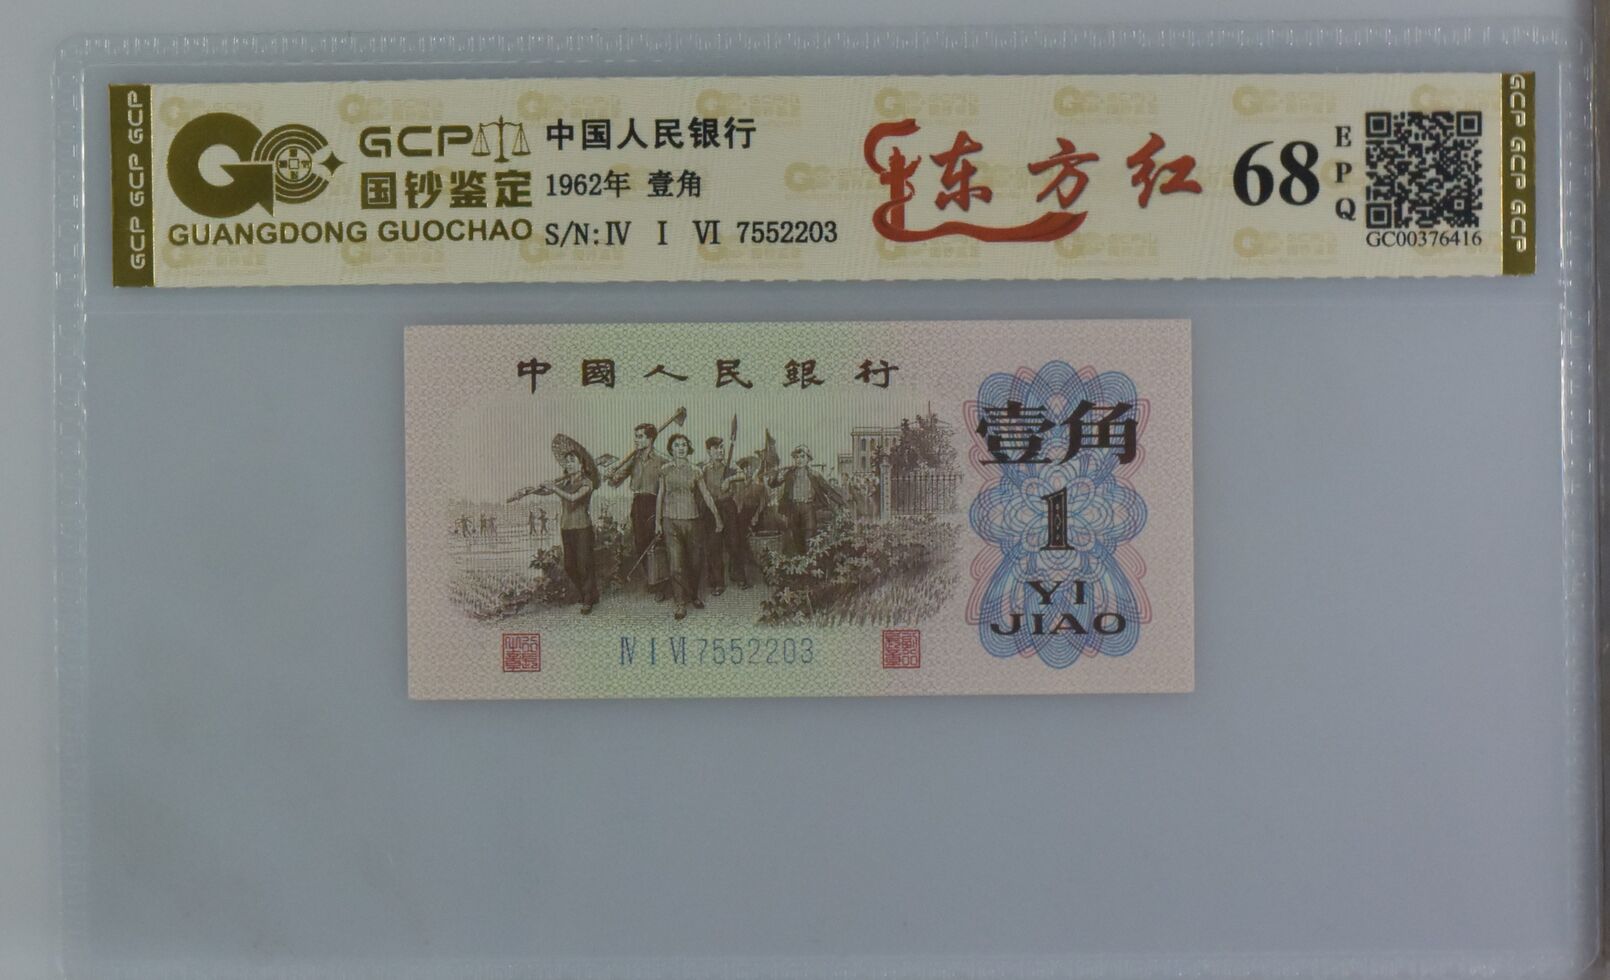 GCP GCP GCP
GCP
国钞鉴定
GUANGDONG GUOCHAO
中国人民银行
1962年 壹角
S/N:Ⅳ Ⅰ Ⅵ 7552203
东方红
68
EPQ
GC00376416
GCP GCP GCP
中國人民銀行
壹角
1
YI
JIAO
Ⅳ Ⅰ Ⅵ 7552203